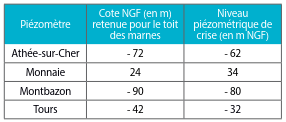 Piézomètre
Cote NGF (en m)
retenue pour le toit
des marnes
Niveau
piézométrique de
crise (en m NGF)
Athée-sur-Cher - 72 - 62
Monnaie 24 34
Montbazon - 90 - 80
Tours - 42 - 32